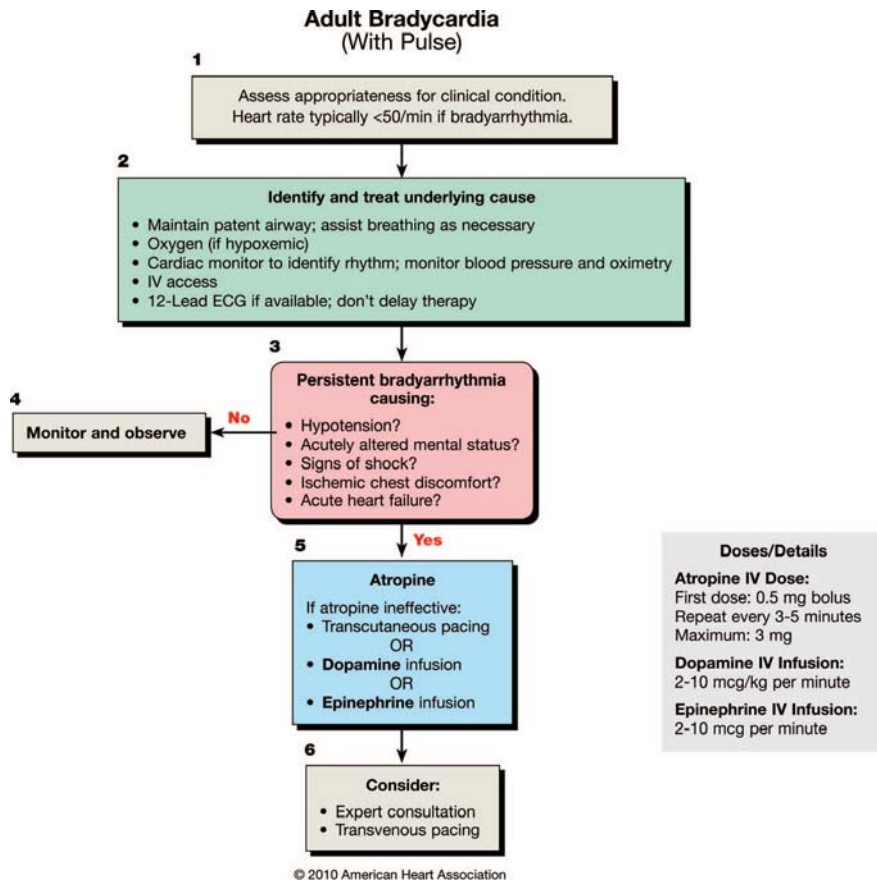 Adult Bradycardia
(With Pulse)
1
Assess appropriateness for clinical condition.
Heart rate typically <50/min if bradyarrhythmia.
2
Identify and treat underlying cause
• Maintain patent airway; assist breathing as necessary
• Oxygen (if hypoxemic)
• Cardiac monitor to identify rhythm; monitor blood pressure and oximetry
• IV access
• 12-Lead ECG if available; don't delay therapy
3
Persistent bradyarrhythmia
causing:
• Hypotension?
• Acutely altered mental status?
• Signs of shock?
• Ischemic chest discomfort?
• Acute heart failure?
No
4
Monitor and observe
Yes
5
Atropine
If atropine ineffective:
• Transcutaneous pacing
OR
• Dopamine infusion
OR
• Epinephrine infusion
Doses/Details
Atropine IV Dose:
First dose: 0.5 mg bolus
Repeat every 3-5 minutes
Maximum: 3 mg
Dopamine IV Infusion:
2-10 mcg/kg per minute
Epinephrine IV Infusion:
2-10 mcg per minute
6
Consider:
• Expert consultation
• Transvenous pacing
© 2010 American Heart Association